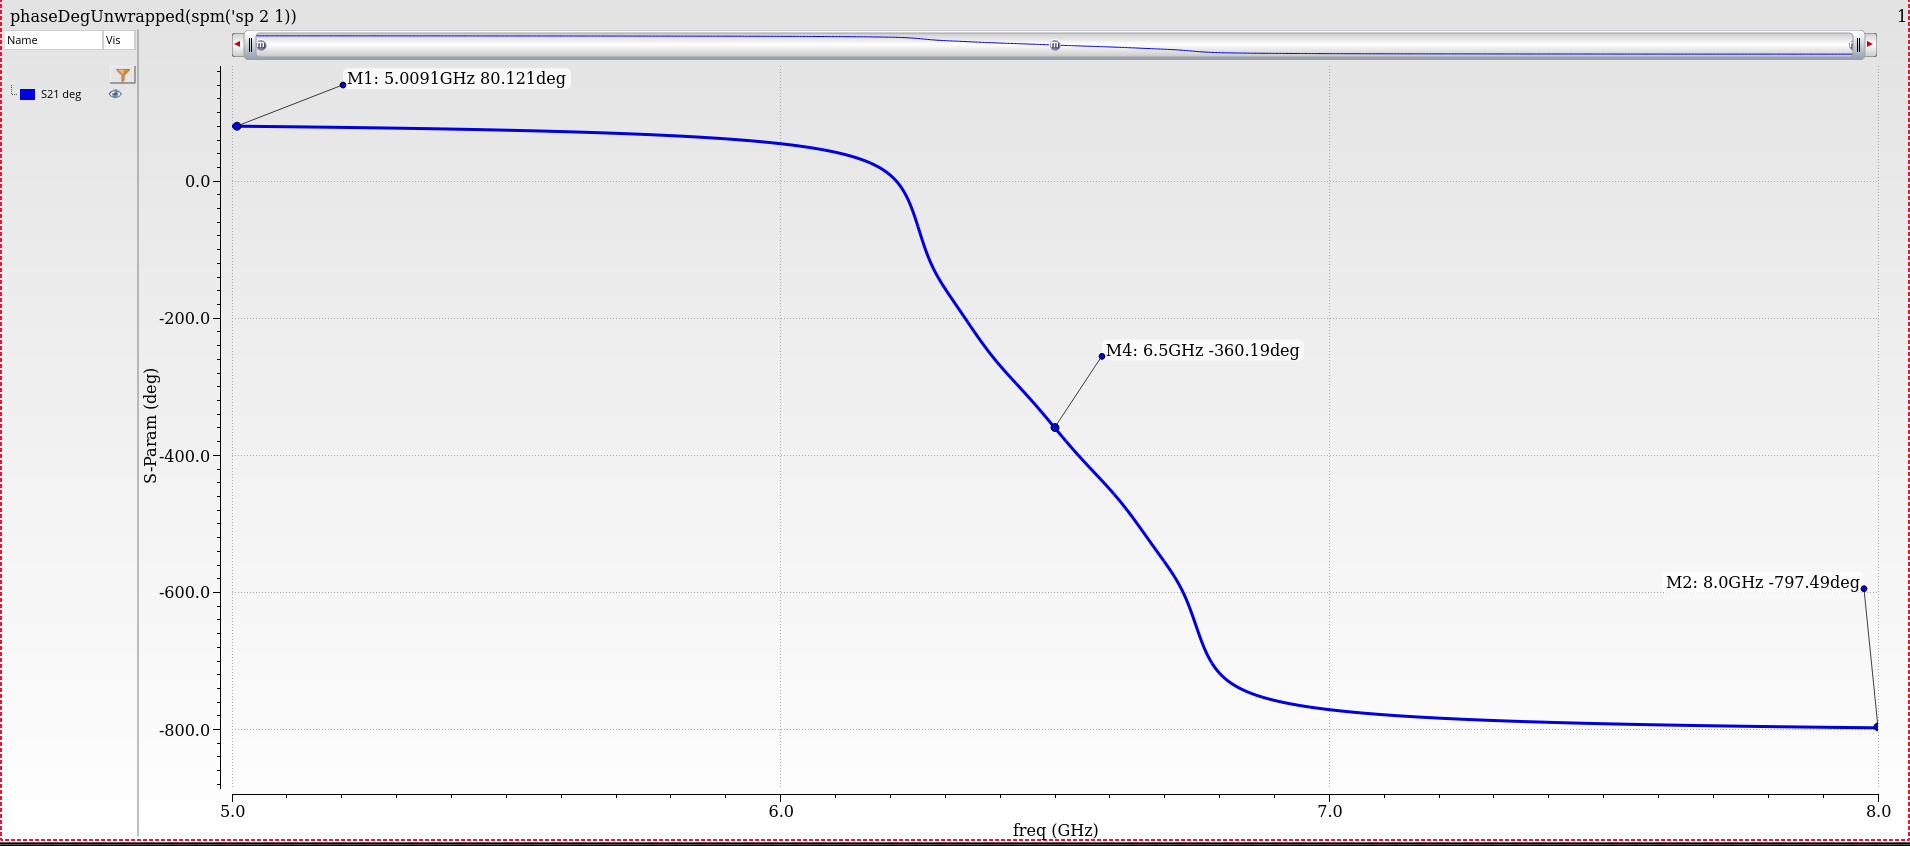 phaseDegUnwrapped(spm('sp 2 1))
1
Name Vis
S21 deg
M1: 5.0091GHz 80.121deg
0.0
-200.0
M4: 6.5GHz -360.19deg
S-Param (deg)
-400.0
M2: 8.0GHz -797.49deg
-600.0
-800.0
5.0 6.0 7.0 8.0
freq (GHz)